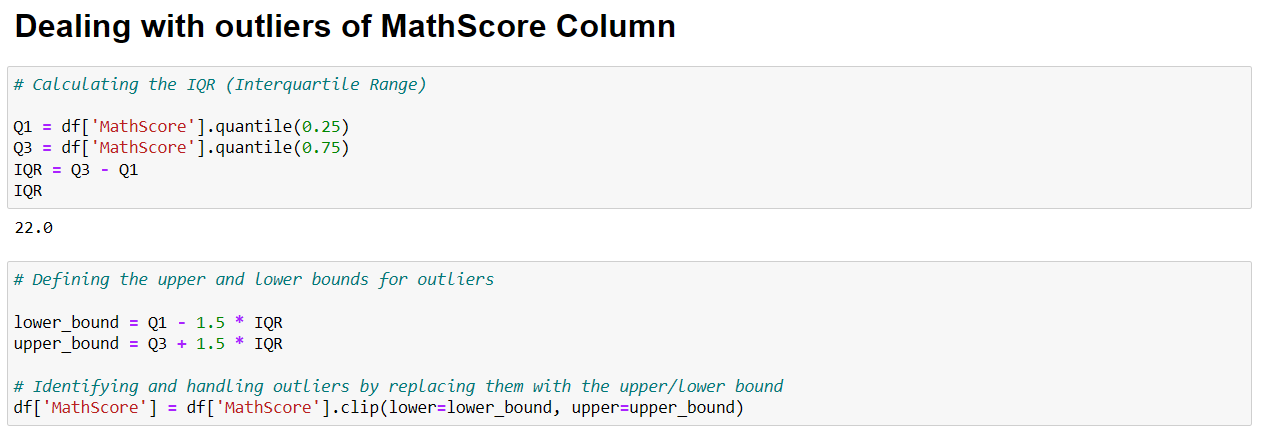 Dealing with outliers of MathScore Column
# Calculating the IQR (Interquartile Range)
Q1 = df['MathScore'].quantile(0.25)
Q3 = df['MathScore'].quantile(0.75)
IQR = Q3 - Q1
IQR
22.0
# Defining the upper and lower bounds for outliers
lower_bound = Q1 - 1.5 * IQR
upper_bound = Q3 + 1.5 * IQR
# Identifying and handling outliers by replacing them with the upper/lower bound
df['MathScore'] = df['MathScore'].clip(lower=lower_bound, upper=upper_bound)